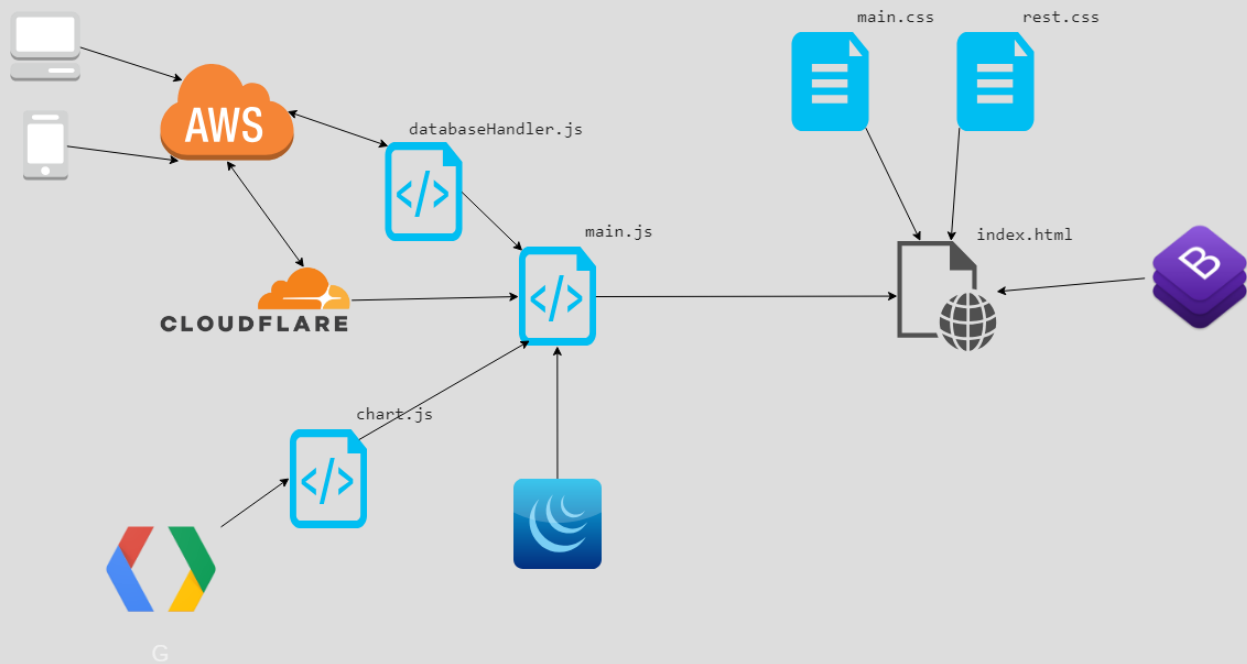 main.css
rest.css
AWS
databaseHandler.js
</>
main.js
index.html
B
</>
CLOUDFLARE
chart.js
</>
G